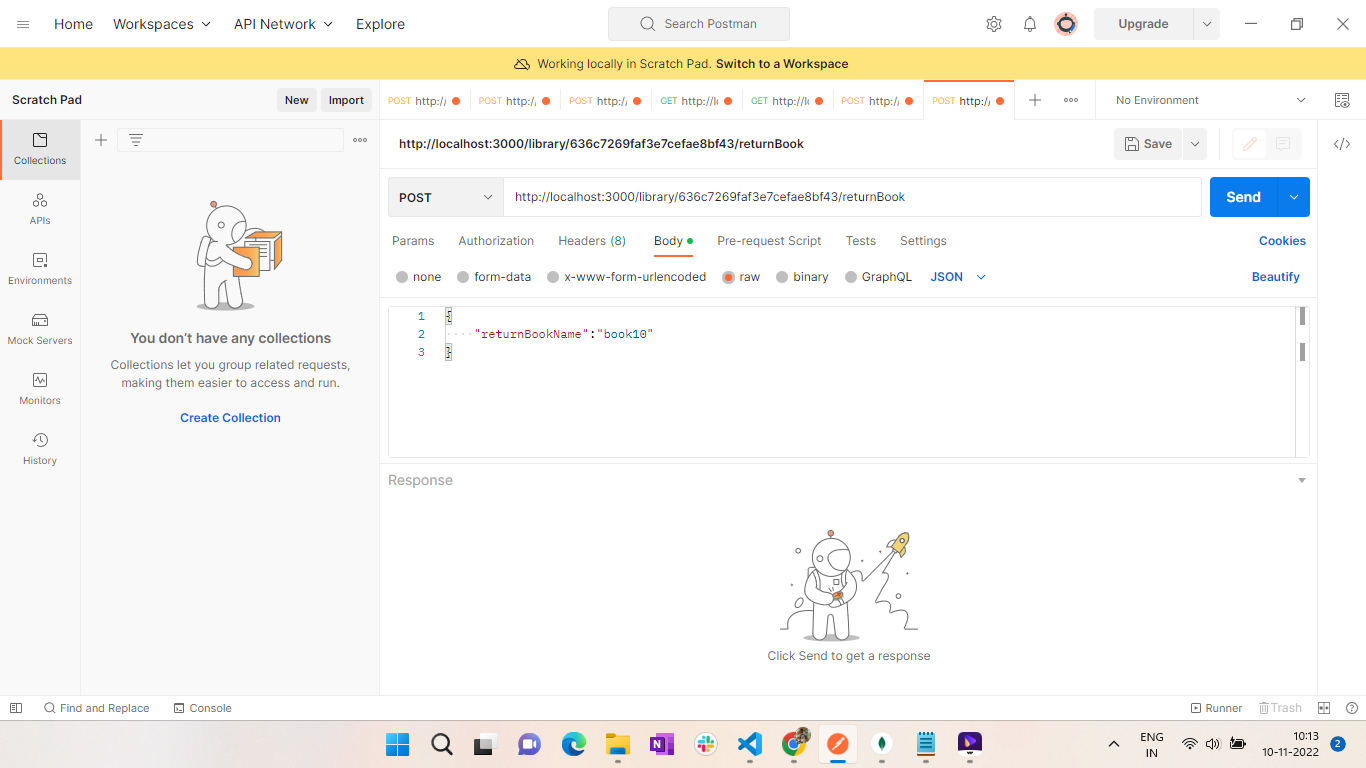 Home Workspaces API Network Explore Search Postman Upgrade
Working locally in Scratch Pad. Switch to a Workspace
Scratch Pad New Import
POST http:/ POST http:/ POST http:/ GET http://l GET http://l POST http:/ POST http:/ No Environment
Collections
APIs
Environments
Mock Servers
Monitors
History
You don't have any collections
Collections let you group related requests,
making them easier to access and run.
Create Collection
http://localhost:3000/library/636c7269faf3e7cefae8bf43/returnBook Save
POST http://localhost:3000/library/636c7269faf3e7cefae8bf43/returnBook Send
Params Authorization Headers (8) Body Pre-request Script Tests Settings Cookies
none form-data x-www-form-urlencoded raw binary GraphQL JSON Beautify
1 {
2 "returnBookName":"book10"
3 }
Response
Click Send to get a response
Find and Replace Console Runner Trash
ENG
IN
10:13
10-11-2022
2